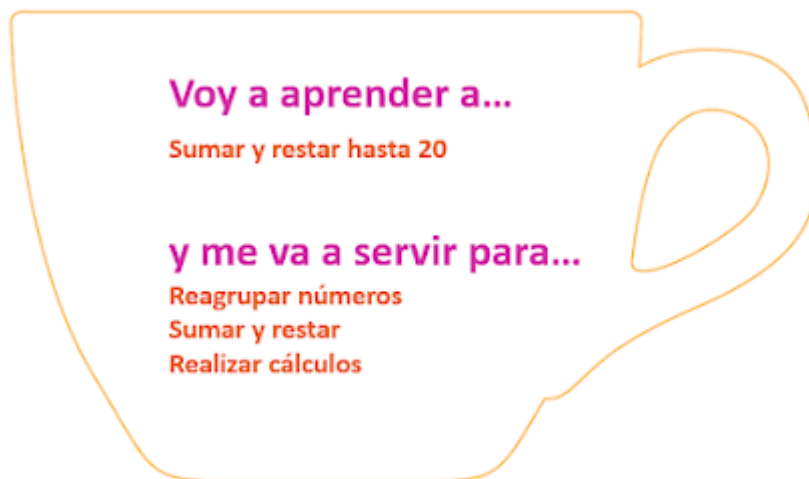 Voy a aprender a...
Sumar y restar hasta 20
y me va a servir para...
Reagrupar números
Sumar y restar
Realizar cálculos